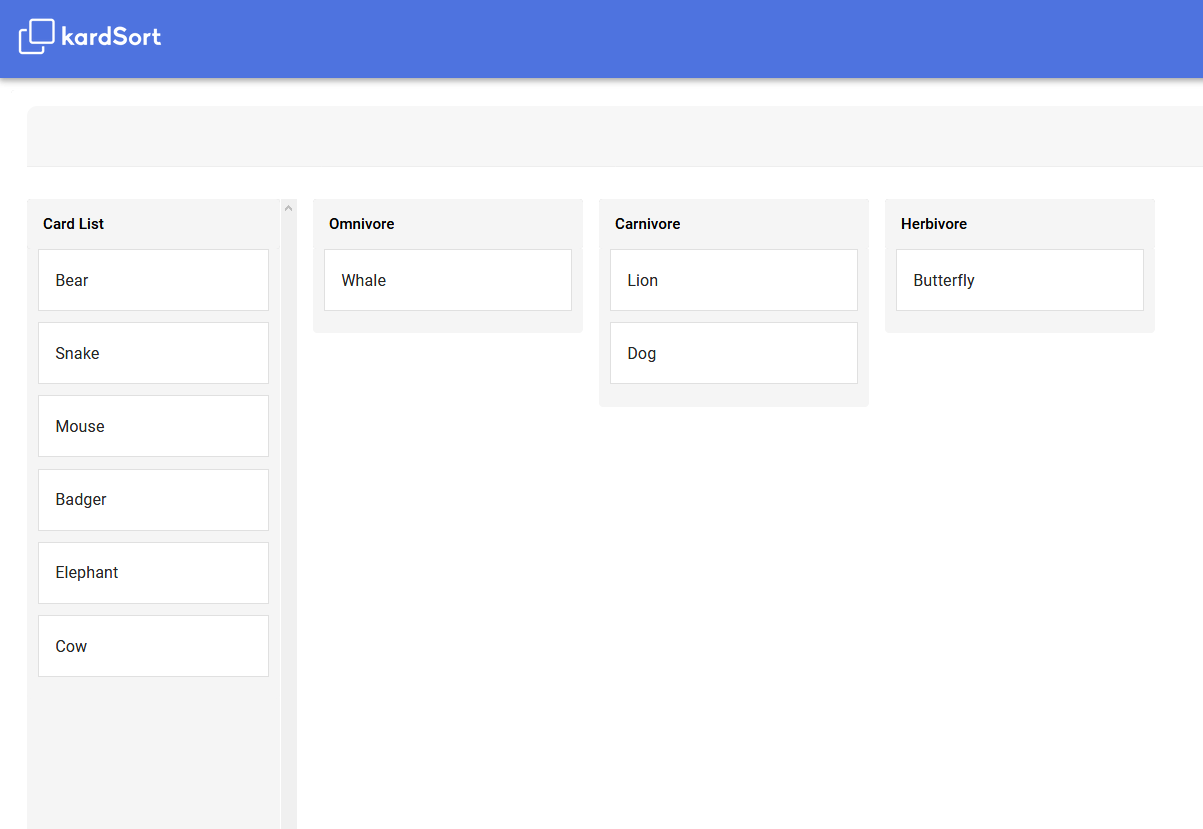 kardSort
Card List
Bear
Snake
Mouse
Badger
Elephant
Cow
Omnivore
Whale
Carnivore
Lion
Dog
Herbivore
Butterfly